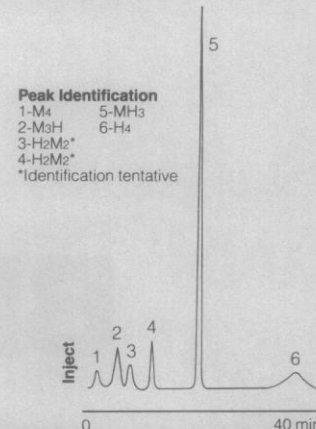 5
Peak Identification
1-M4 5-MH3
2-M3H 6-H4
3-H2M2*
4-H2M2*
*Identification tentative
Inject
1 2 3 4 6
0 40 min